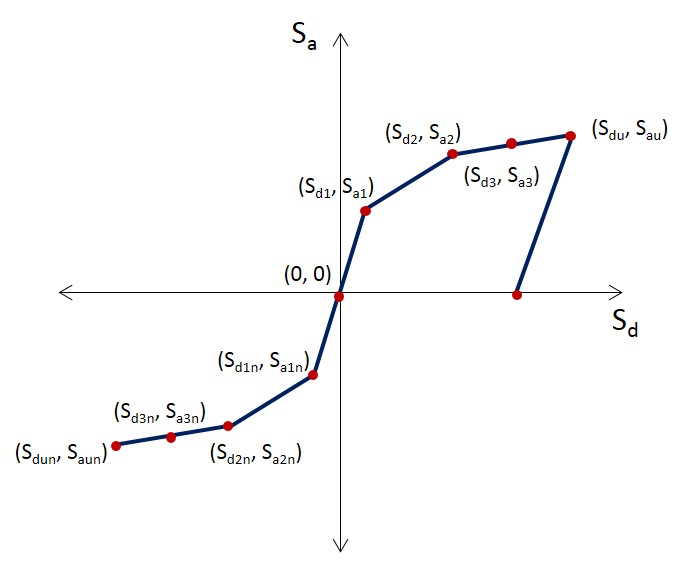 Sa
(Sd2, Sa2)
(Sdu, Sau)
(Sd3, Sa3)
(Sd1, Sa1)
(0, 0)
Sd
(Sd1n, Sa1n)
(Sd3n, Sa3n)
(Sdun, Saun)
(Sd2n, Sa2n)